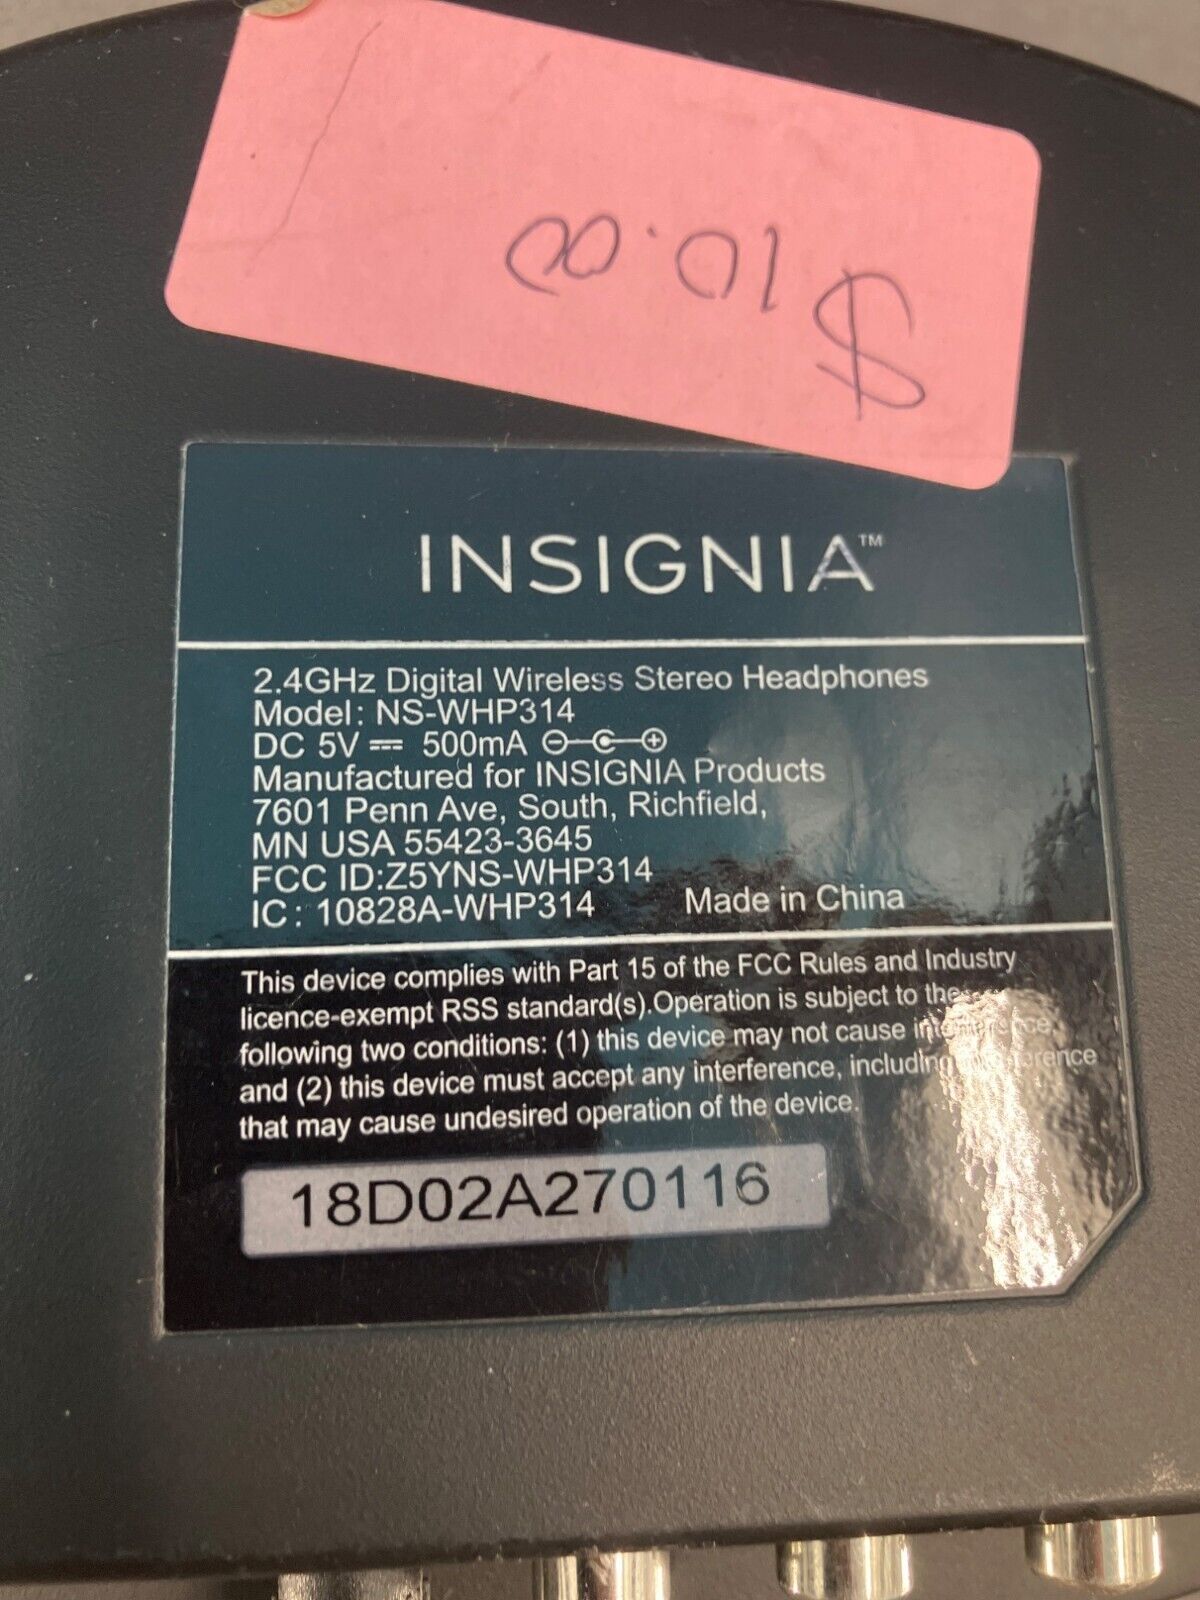 $10.00
INSIGNIA™
2.4GHz Digital Wireless Stereo Headphones
Model: NS-WHP314
DC 5V ⎓ 500mA
Manufactured for INSIGNIA Products
7601 Penn Ave, South, Richfield,
MN USA 55423-3645
FCC ID:Z5YNS-WHP314
IC: 10828A-WHP314 Made in China
This device complies with Part 15 of the FCC Rules and Industry
licence-exempt RSS standard(s).Operation is subject to the
following two conditions: (1) this device may not cause interference,
and (2) this device must accept any interference, including interference
that may cause undesired operation of the device.
18D02A270116